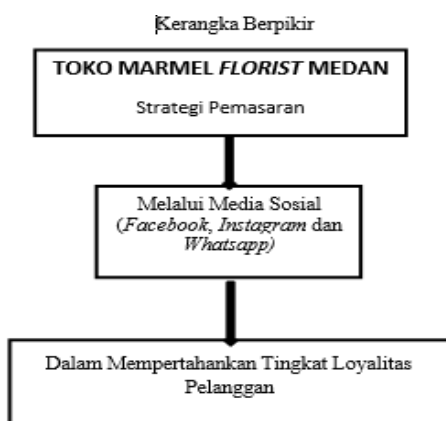 Kerangka Berpikir
TOKO MARMEL FLORIST MEDAN
Strategi Pemasaran
Melalui Media Sosial
(Facebook, Instagram dan
Whatsapp)
Dalam Mempertahankan Tingkat Loyalitas
Pelanggan